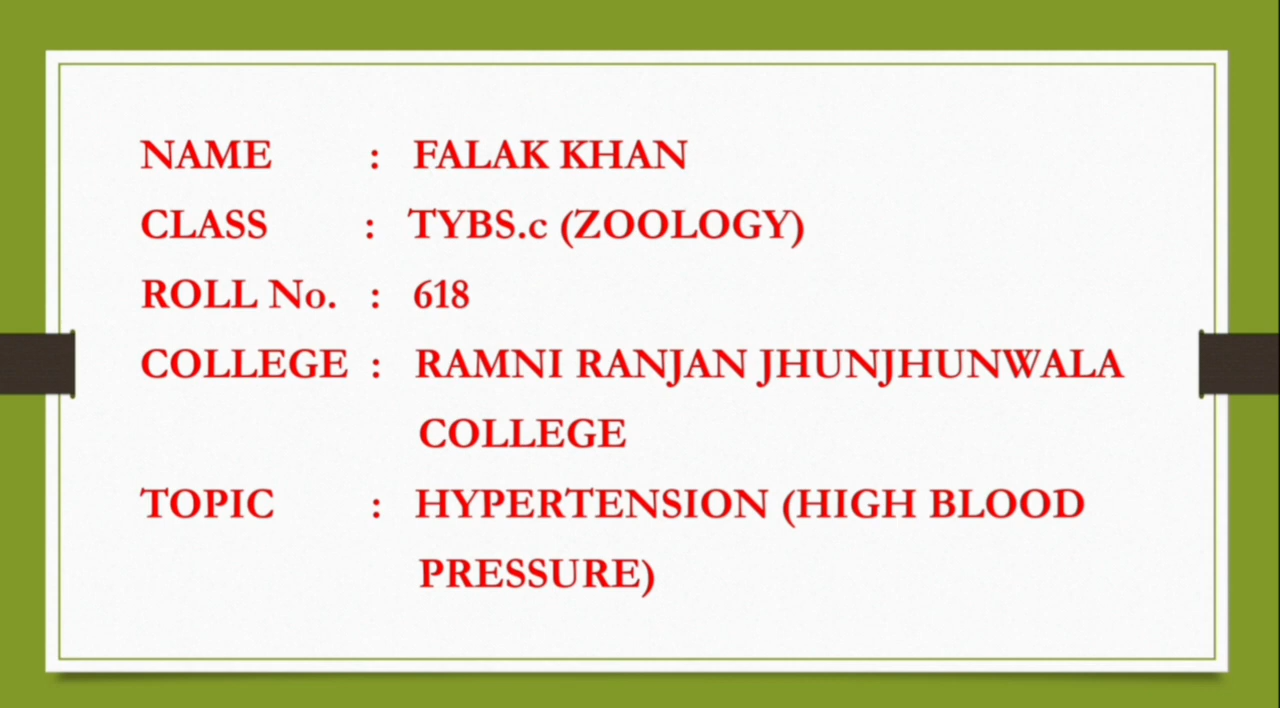 NAME : FALAK KHAN
CLASS : TYBS.c (ZOOLOGY)
ROLL No. : 618
COLLEGE : RAMNI RANJAN JHUNJHUNWALA
COLLEGE
TOPIC : HYPERTENSION (HIGH BLOOD
PRESSURE)